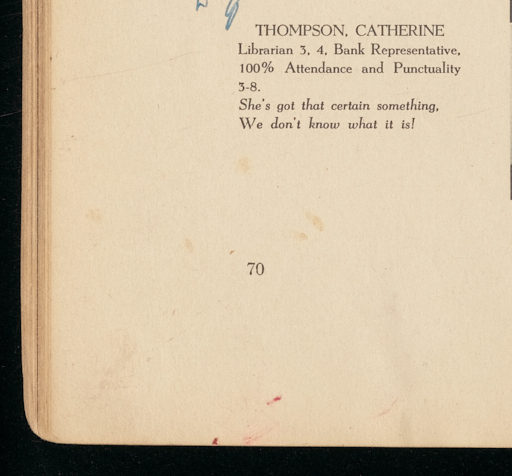 THOMPSON, CATHERINE
Librarian 3, 4, Bank Representative,
100% Attendance and Punctuality
3-8.
She's got that certain something,
We don't know what it is!
70